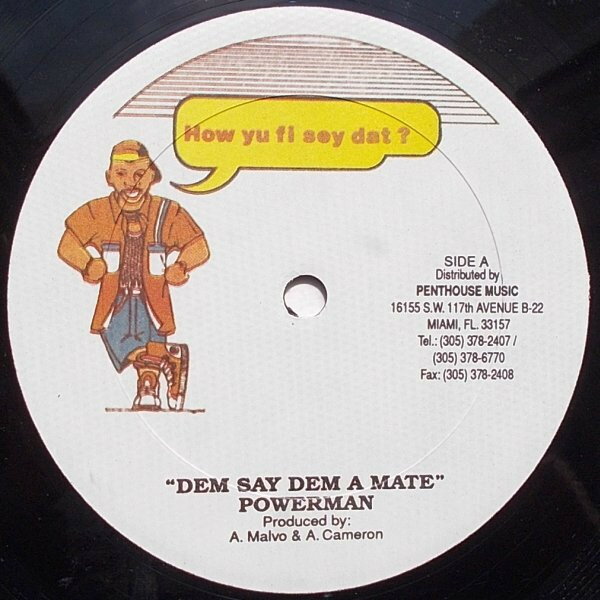 How yu fi sey dat ?
SIDE A
Distributed by
PENTHOUSE MUSIC
16155 S.W. 117th AVENUE B-22
MIAMI, FL. 33157
Tel.: (305) 378-2407 /
(305) 378-6770
Fax: (305) 378-2408
“DEM SAY DEM A MATE”
POWERMAN
Produced by:
A. Malvo & A. Cameron